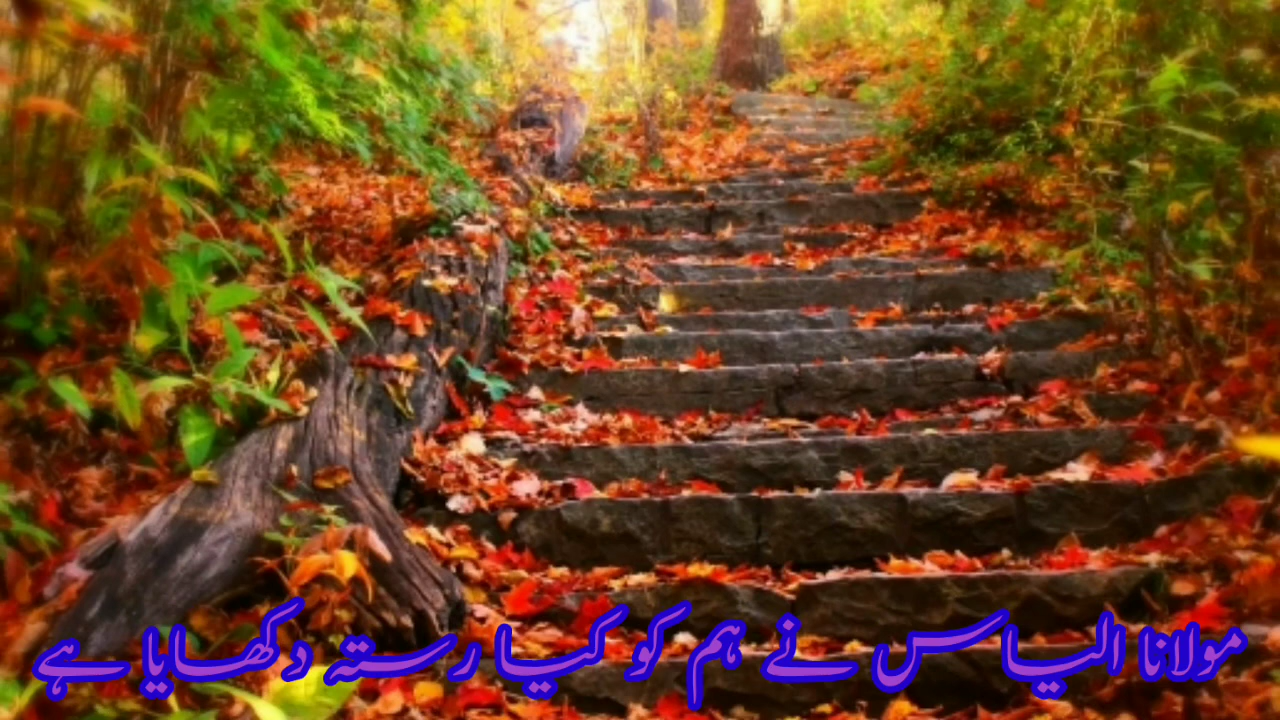 مولانا الیاس نے ہم کو کیا رستہ دکھایا ہے